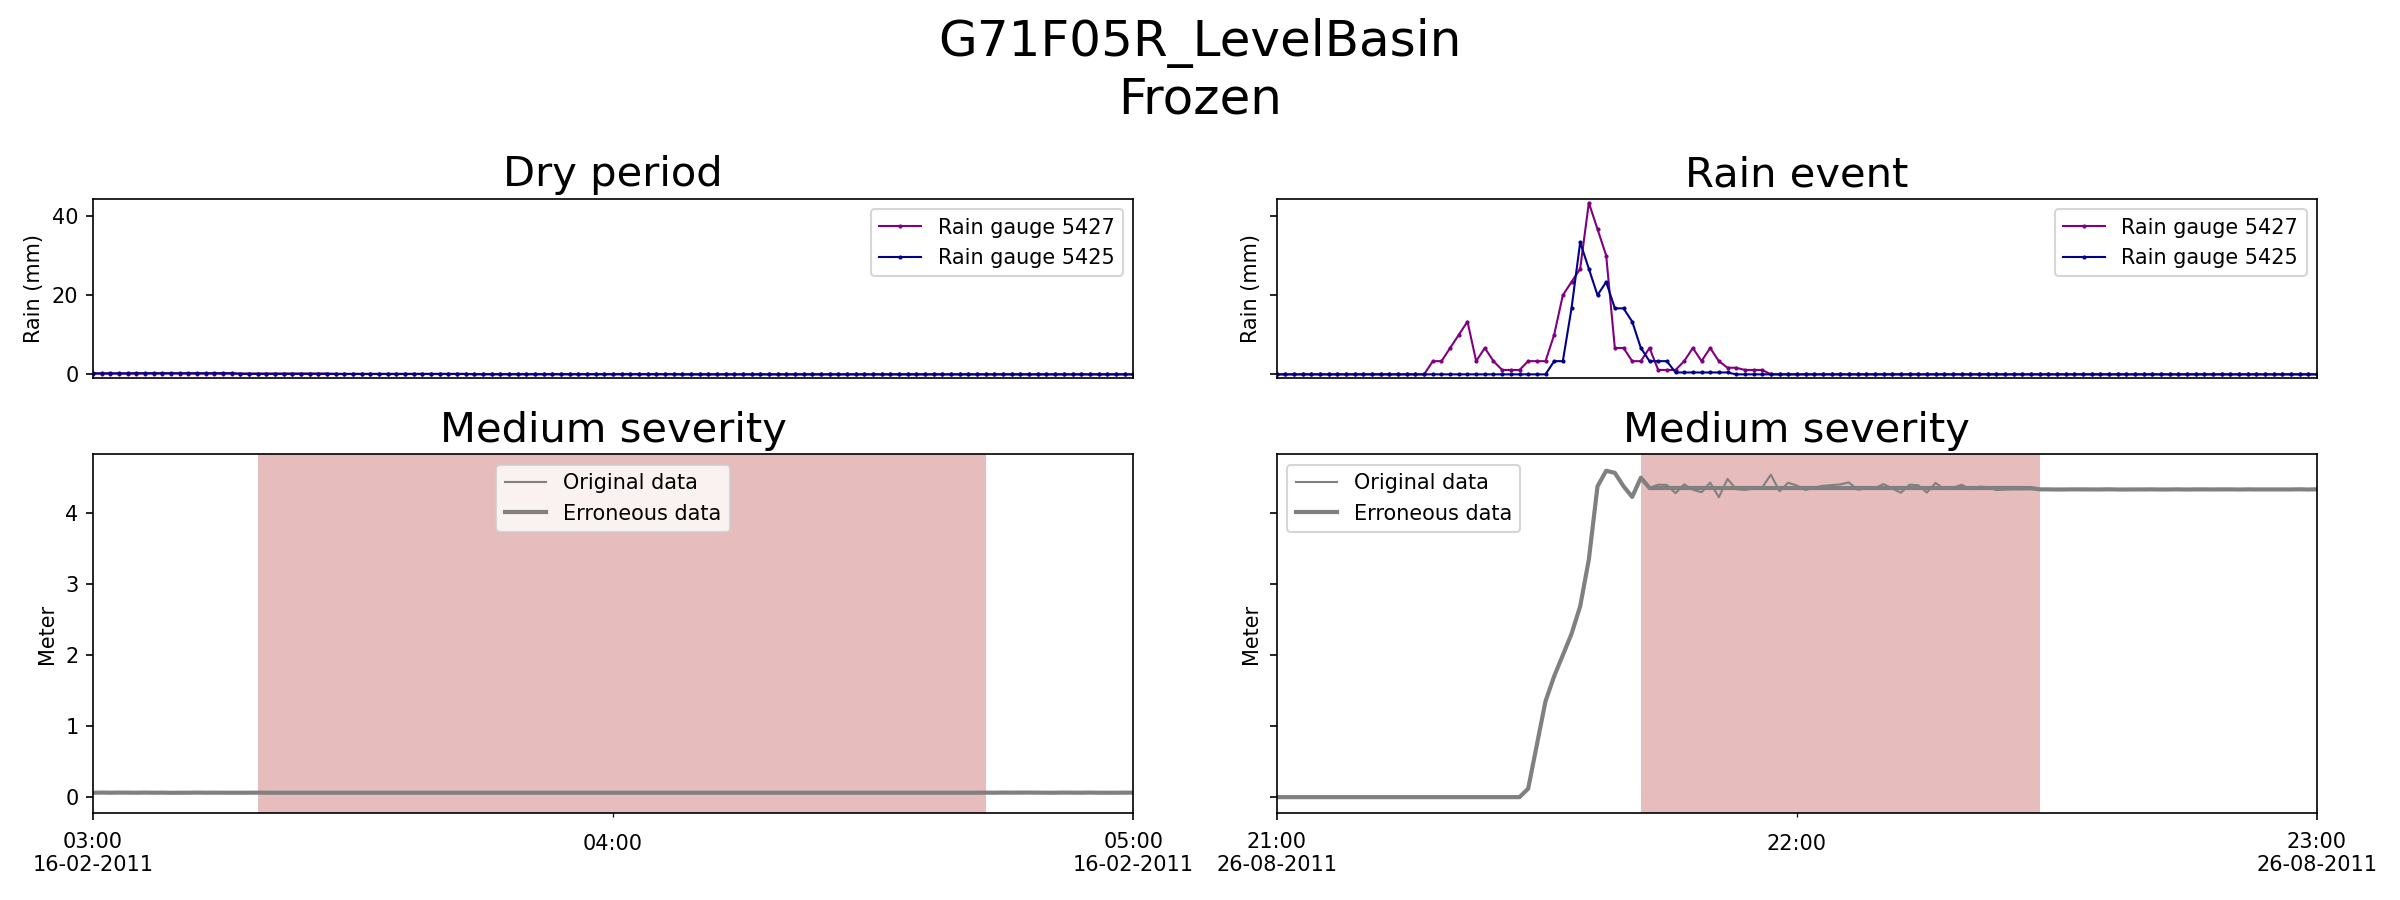 G71F05R_LevelBasin
Frozen
Dry period
Rain (mm)
40
20
0
Rain gauge 5427
Rain gauge 5425
Rain event
Rain (mm)
Rain gauge 5427
Rain gauge 5425
Medium severity
Meter
4
3
2
1
0
Original data
Erroneous data
03:00
16-02-2011
04:00
05:00
16-02-2011
Medium severity
Meter
Original data
Erroneous data
21:00
26-08-2011
22:00
23:00
26-08-2011